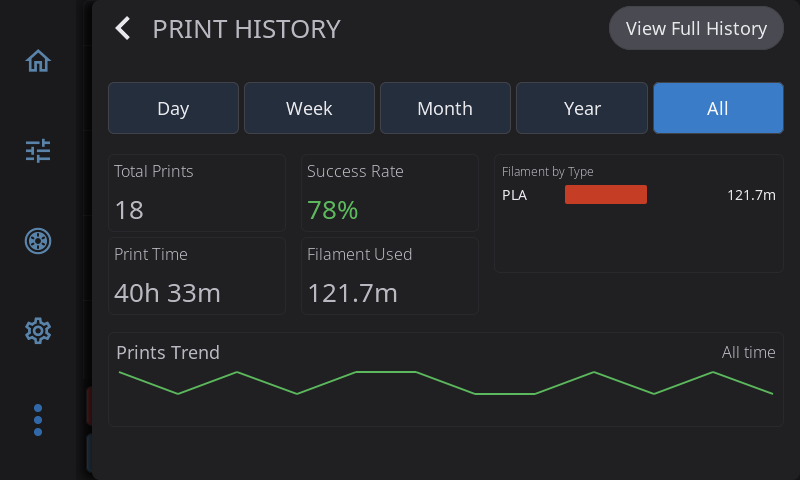 PRINT HISTORY
View Full History
Day
Week
Month
Year
All
Total Prints
18
Success Rate
78%
Filament by Type
PLA
121.7m
Print Time
40h 33m
Filament Used
121.7m
Prints Trend
All time